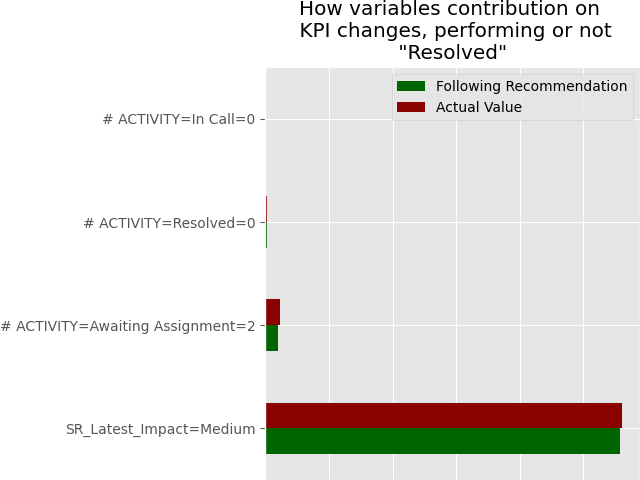 How variables contribution on
KPI changes, performing or not
"Resolved"
Following Recommendation
Actual Value
# ACTIVITY=In Call=0
# ACTIVITY=Resolved=0
# ACTIVITY=Awaiting Assignment=2
SR_Latest_Impact=Medium